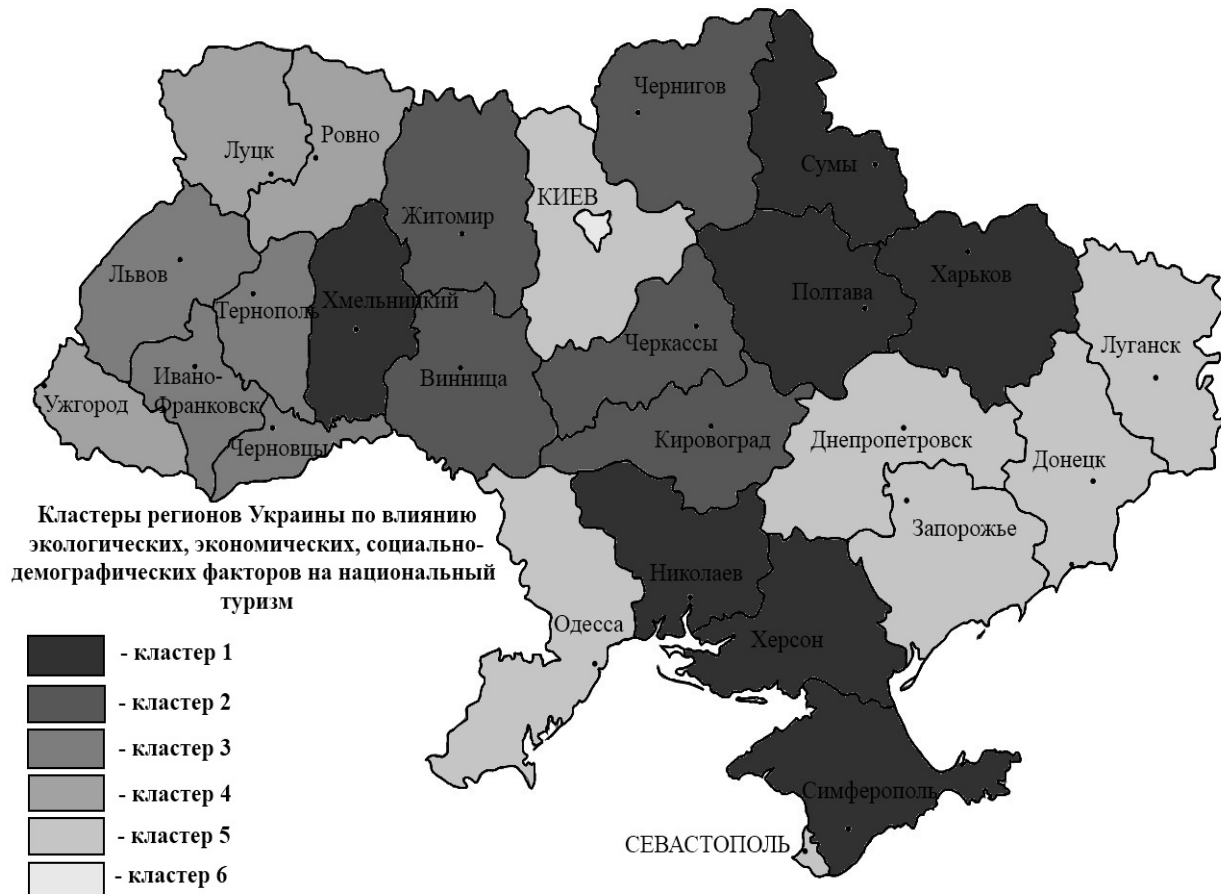 Чернигов
Ровно
Луцк
Сумы
КИЕВ
Житомир
Львов
Харьков
Тернополь
Хмельницкий
Полтава
Черкассы
Луганск
Ивано-
Франковск
Винница
Ужгород
Черновцы
Кировоград
Днепропетровск
Донецк
Запорожье
Николаев
Одесса
Херсон
Симферополь
СЕВАСТОПОЛЬ
Кластеры регионов Украины по влиянию
экологических, экономических, социально-
демографических факторов на национальный
туризм
- кластер 1
- кластер 2
- кластер 3
- кластер 4
- кластер 5
- кластер 6